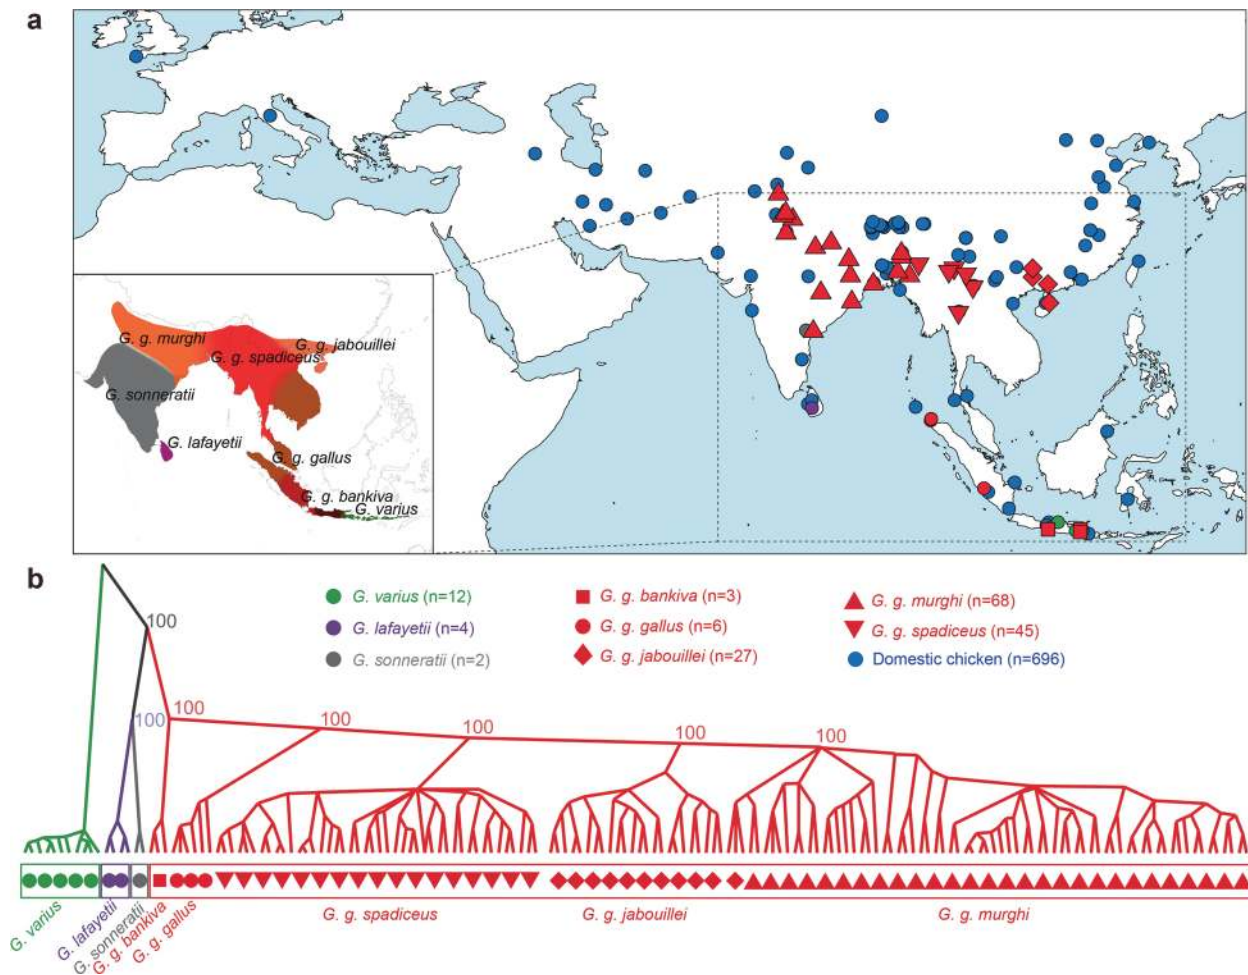 a
G. g. murghi
G. g. jabouillei
G. g. spadiceus
G. sonneratii
G. lafayetii
G. g. gallus
G. g. bankiva
G. varius
b
G. varius (n=12)
G. lafayetii (n=4)
G. sonneratii (n=2)
G. g. bankiva (n=3)
G. g. gallus (n=6)
G. g. jabouillei (n=27)
G. g. murghi (n=68)
G. g. spadiceus (n=45)
Domestic chicken (n=696)
100
100
100
100
100
100
100
G. varius
G. lafayetii
G. sonneratii
G. g. bankiva
G. g. gallus
G. g. spadiceus
G. g. jabouillei
G. g. murghi